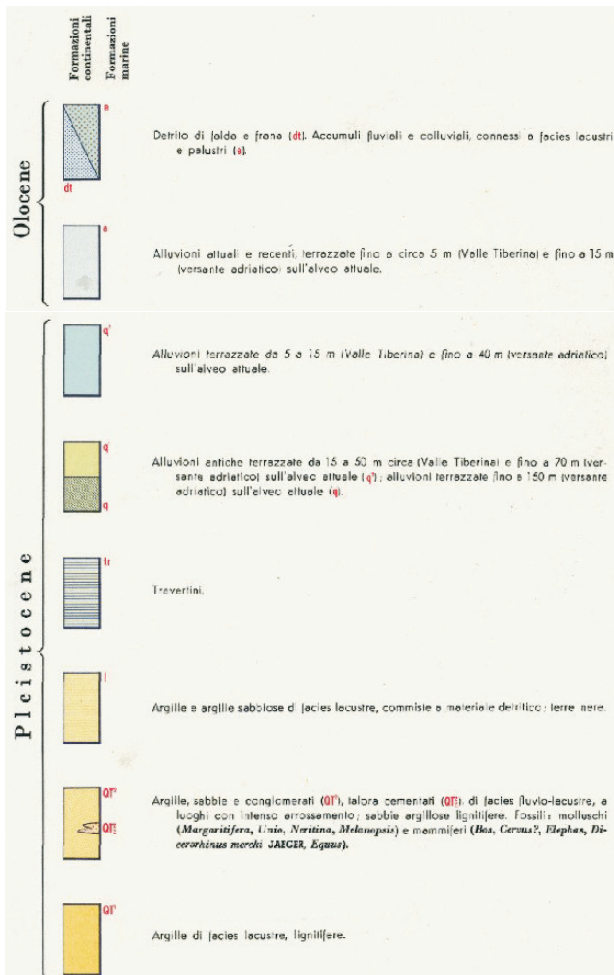 Formazioni continentali
Formazioni marine
Olocene
a
dt
Detrito di falda e frana (dt). Accumuli fluviali e colluviali, connessi a facies lacustri
e palustri (a).
a
Alluvioni attuali e recenti, terrazzate fino a circa 5 m (Valle Tiberina) e fino a 15 m
(versante adriatico) sull'alveo attuale.
Pleistocene
Alluvioni terrazzate da 5 a 15 m (Valle Tiberina) e fino a 40 m (versante adriatico)
sull'alveo attuale.
q
Alluvioni antiche terrazzate da 15 a 50 m circa (Valle Tiberina) e fino a 70 m (ver-
sante adriatico) sull'alveo attuale (q'); alluvioni terrazzate fino a 150 m (versante
adriatico) sull'alveo attuale (q).
tr
Travertini.
l
Argille e argille sabbiose di facies lacustre, commiste a materiale detritico; terre nere.
Argille, sabbie e conglomerati talora cementati di facies fluvio-lacustre, a
luoghi con intenso arrossamento; sabbie argillose lignitifere. Fossili: molluschi
(Margaritifera, Unio, Neritina, Melanopsis) e mammiferi (Bos, Cervus?, Elephas, Di-
cerorhinus merchi JAEGER, Equus).
Argille di facies lacustre, lignitifere.